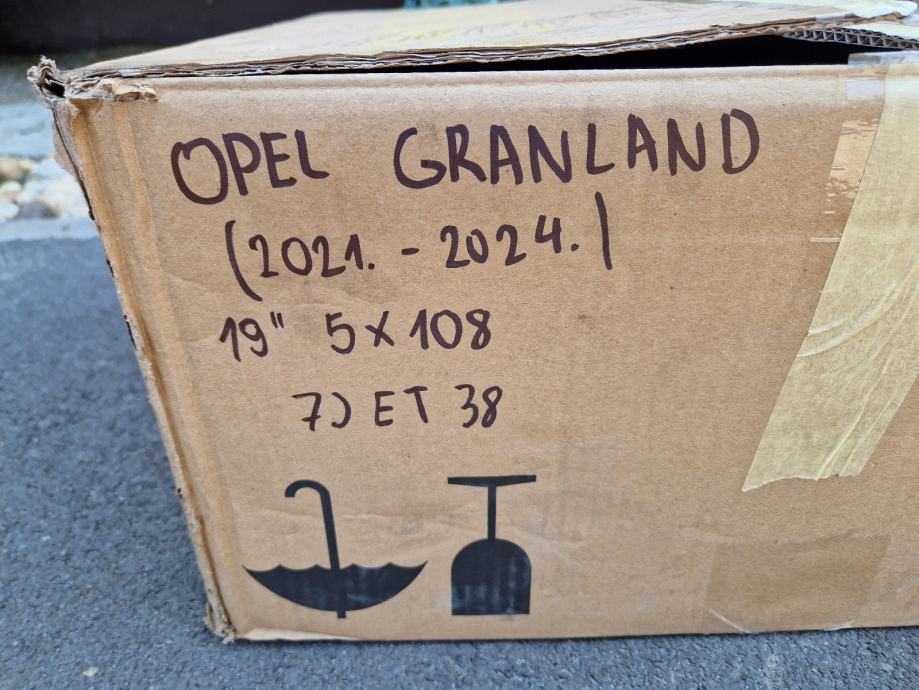 OPEL GRANLAND
(2021. - 2024.)
19" 5x108
7J ET 38